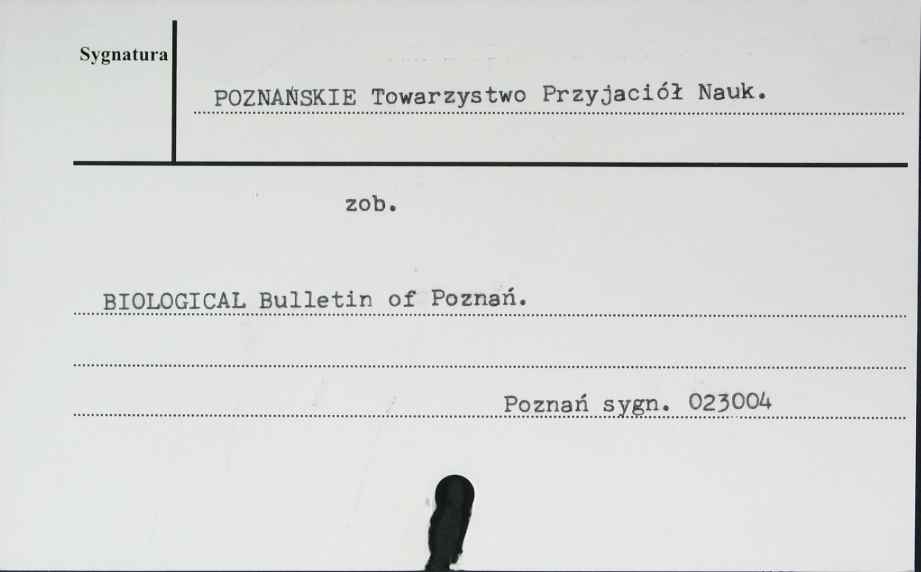 Sygnatura
POZNAŃSKIE Towarzystwo Przyjaciół Nauk.
zob.
BIOLOGICAL Bulletin of Poznań.
Poznań sygn. 023004